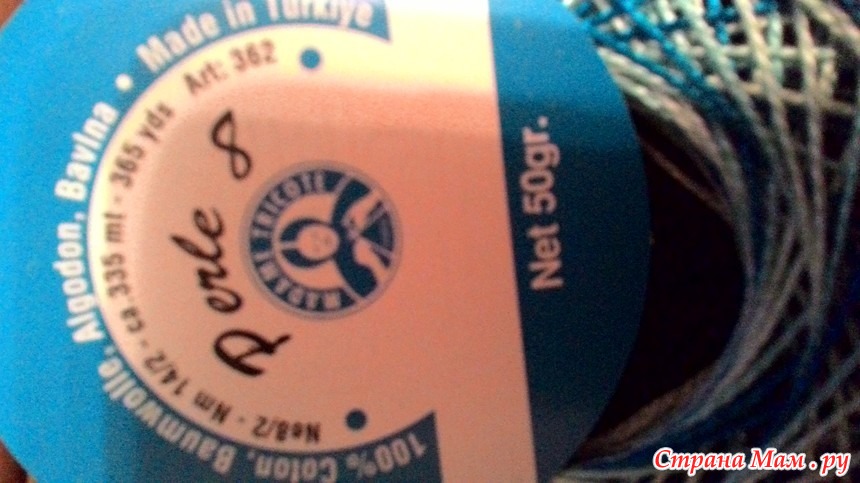 100% Coton, Baumwolle, Algodon, Bavlna • Made in Türkiye
Ne8/2 - Nm 14/2 - ca.335 mt - 365 yds Art: 362
Perle 8
MADAME TRICOTE
Net 50gr.
Страна Мам.ру